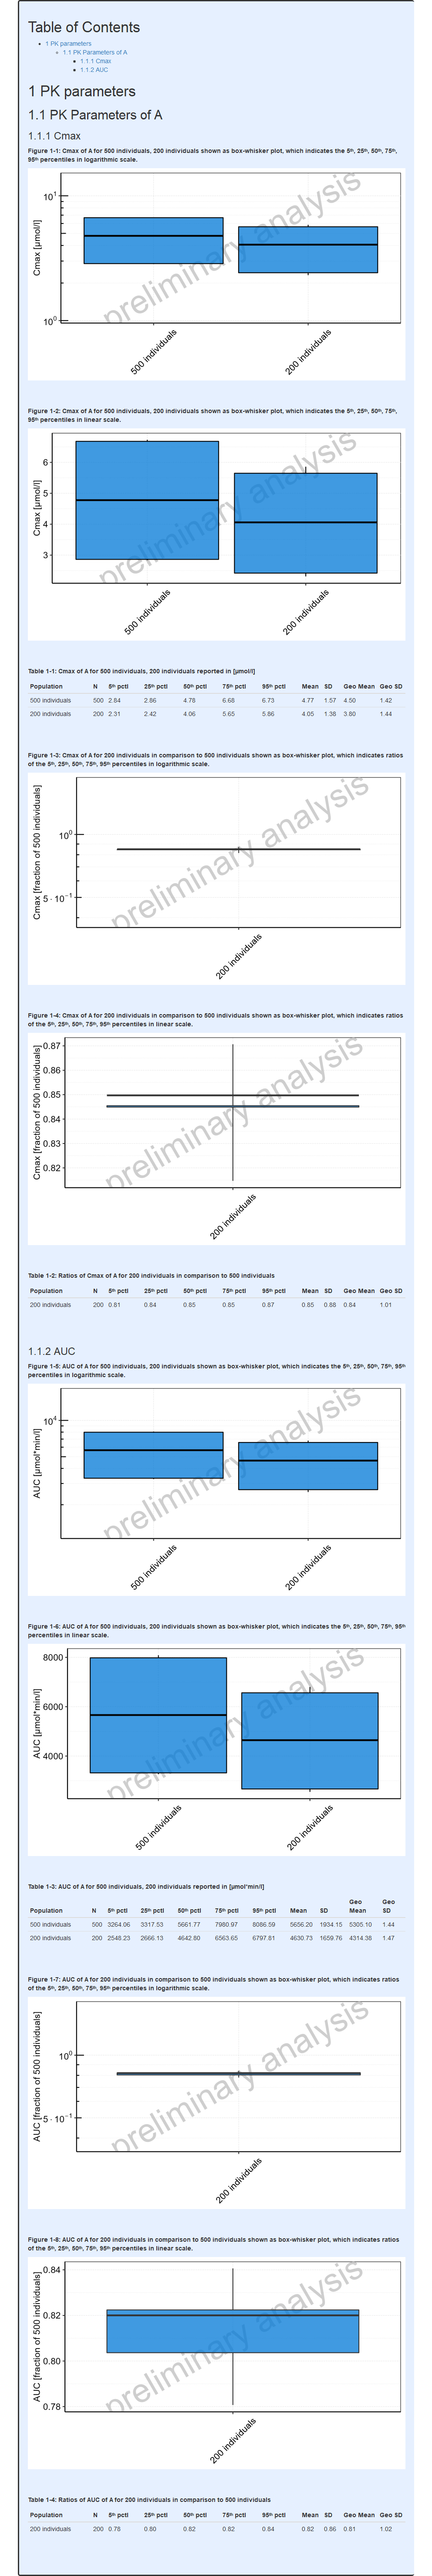 Table of Contents
1 PK parameters
1.1 PK Parameters of A
1.1.1 Cmax
1.1.2 AUC
1 PK parameters
1.1 PK Parameters of A
1.1.1 Cmax
Figure 1-1: Cmax of A for 500 individuals, 200 individuals shown as box-whisker plot, which indicates the 5th, 25th, 50th, 75th,
95th percentiles in logarithmic scale.
Cmax [µmol/l]
10^1
10^0
preliminary analysis
500 individuals
200 individuals
Figure 1-2: Cmax of A for 500 individuals, 200 individuals shown as box-whisker plot, which indicates the 5th, 25th, 50th, 75th,
95th percentiles in linear scale.
Cmax [µmol/l]
6
5
4
3
preliminary analysis
500 individuals
200 individuals
Table 1-1: Cmax of A for 500 individuals, 200 individuals reported in [µmol/l]
Population N 5th pctl 25th pctl 50th pctl 75th pctl 95th pctl Mean SD Geo Mean Geo SD
500 individuals 500 2.84 2.86 4.78 6.68 6.73 4.77 1.57 4.50 1.42
200 individuals 200 2.31 2.42 4.06 5.65 5.86 4.05 1.38 3.80 1.44
Figure 1-3: Cmax of A for 200 individuals in comparison to 500 individuals shown as box-whisker plot, which indicates ratios
of the 5th, 25th, 50th, 75th, 95th percentiles in logarithmic scale.
Cmax [fraction of 500 individuals]
10^0
5 · 10^-1
preliminary analysis
200 individuals
Figure 1-4: Cmax of A for 200 individuals in comparison to 500 individuals shown as box-whisker plot, which indicates ratios
of the 5th, 25th, 50th, 75th, 95th percentiles in linear scale.
Cmax [fraction of 500 individuals]
0.87
0.86
0.85
0.84
0.83
0.82
preliminary analysis
200 individuals
Table 1-2: Ratios of Cmax of A for 200 individuals in comparison to 500 individuals
Population N 5th pctl 25th pctl 50th pctl 75th pctl 95th pctl Mean SD Geo Mean Geo SD
200 individuals 200 0.81 0.84 0.85 0.85 0.87 0.85 0.88 0.84 1.01
1.1.2 AUC
Figure 1-5: AUC of A for 500 individuals, 200 individuals shown as box-whisker plot, which indicates the 5th, 25th, 50th, 75th, 95th
percentiles in logarithmic scale.
AUC [µmol*min/l]
10^4
preliminary analysis
500 individuals
200 individuals
Figure 1-6: AUC of A for 500 individuals, 200 individuals shown as box-whisker plot, which indicates the 5th, 25th, 50th, 75th, 95th
percentiles in linear scale.
AUC [µmol*min/l]
8000
6000
4000
preliminary analysis
500 individuals
200 individuals
Table 1-3: AUC of A for 500 individuals, 200 individuals reported in [µmol*min/l]
Population N 5th pctl 25th pctl 50th pctl 75th pctl 95th pctl Mean SD Geo Mean Geo SD
500 individuals 500 3264.06 3317.53 5661.77 7980.97 8086.59 5656.20 1934.15 5305.10 1.44
200 individuals 200 2548.23 2666.13 4642.80 6563.65 6797.81 4630.73 1659.76 4314.38 1.47
Figure 1-7: AUC of A for 200 individuals in comparison to 500 individuals shown as box-whisker plot, which indicates ratios
of the 5th, 25th, 50th, 75th, 95th percentiles in logarithmic scale.
AUC [fraction of 500 individuals]
10^0
5 · 10^-1
preliminary analysis
200 individuals
Figure 1-8: AUC of A for 200 individuals in comparison to 500 individuals shown as box-whisker plot, which indicates ratios
of the 5th, 25th, 50th, 75th, 95th percentiles in linear scale.
AUC [fraction of 500 individuals]
0.84
0.82
0.80
0.78
preliminary analysis
200 individuals
Table 1-4: Ratios of AUC of A for 200 individuals in comparison to 500 individuals
Population N 5th pctl 25th pctl 50th pctl 75th pctl 95th pctl Mean SD Geo Mean Geo SD
200 individuals 200 0.78 0.80 0.82 0.82 0.84 0.82 0.86 0.81 1.02